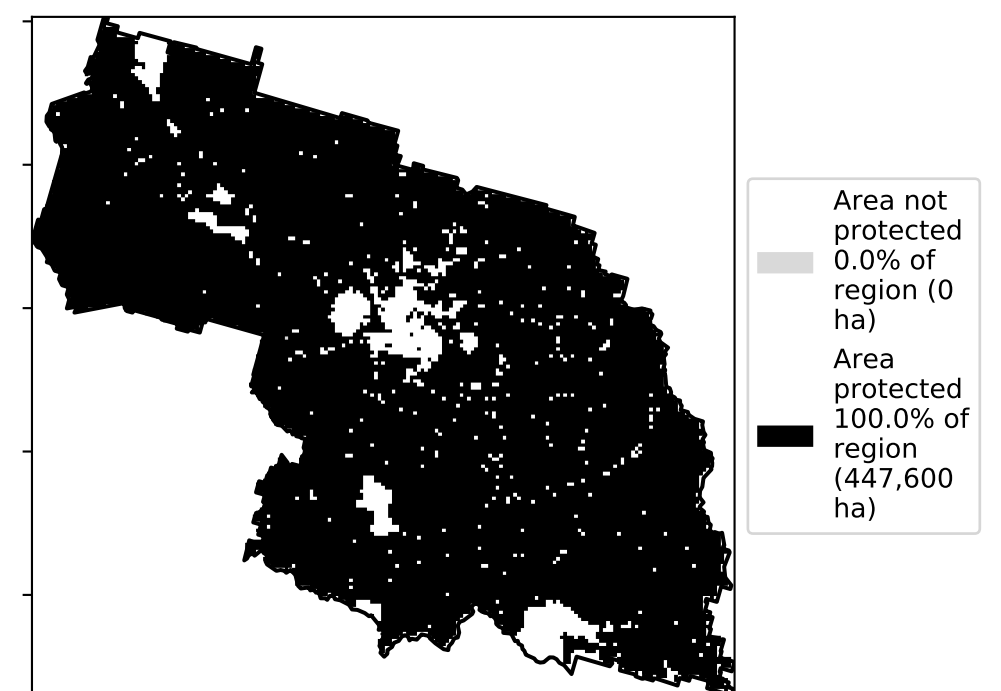 Area not
protected
0.0% of
region (0
ha)
Area
protected
100.0% of
region
(447,600
ha)